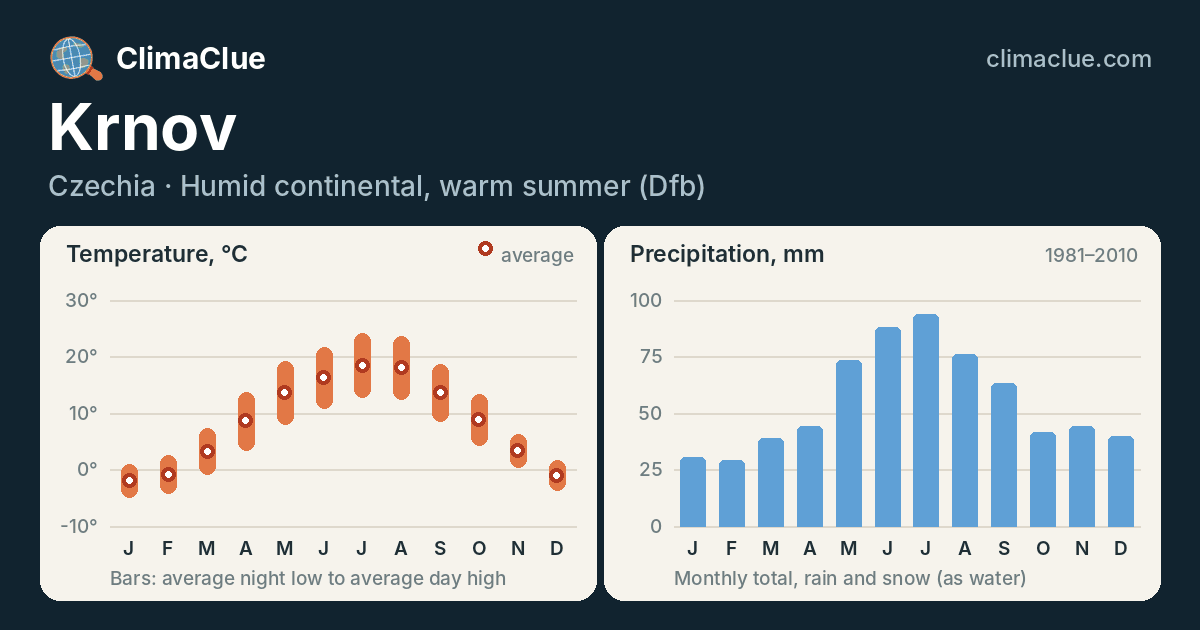 ClimaClue
climaclue.com
Krnov
Czechia · Humid continental, warm summer (Dfb)
Temperature, °C
average
30°
20°
10°
0°
-10°
J F M A M J J A S O N D
Bars: average night low to average day high
Precipitation, mm
1981–2010
100
75
50
25
0
J F M A M J J A S O N D
Monthly total, rain and snow (as water)